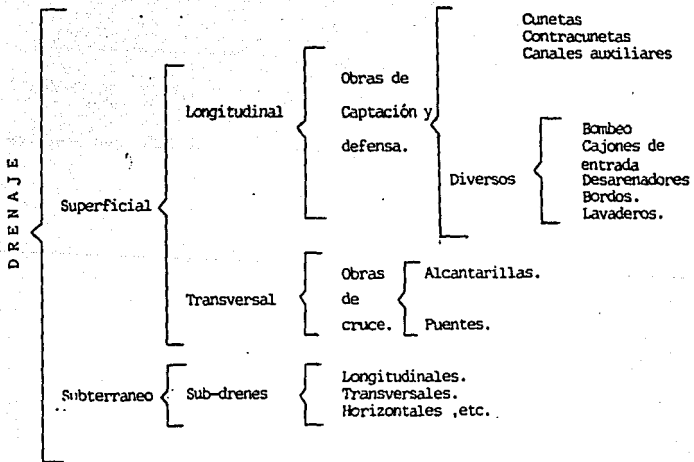 DRENAJE
Superficial
Longitudinal
Obras de
Captación y
defensa.
Cunetas
Contracunetas
Canales auxiliares
Diversos
Bombeo
Cajones de
entrada
Desarenadores
Bordos.
Lavaderos.
Transversal
Obras
de
cruce.
Alcantarillas.
Puentes.
Subterraneo
Sub-drenes
Longitudinales.
Transversales.
Horizontales ,etc.